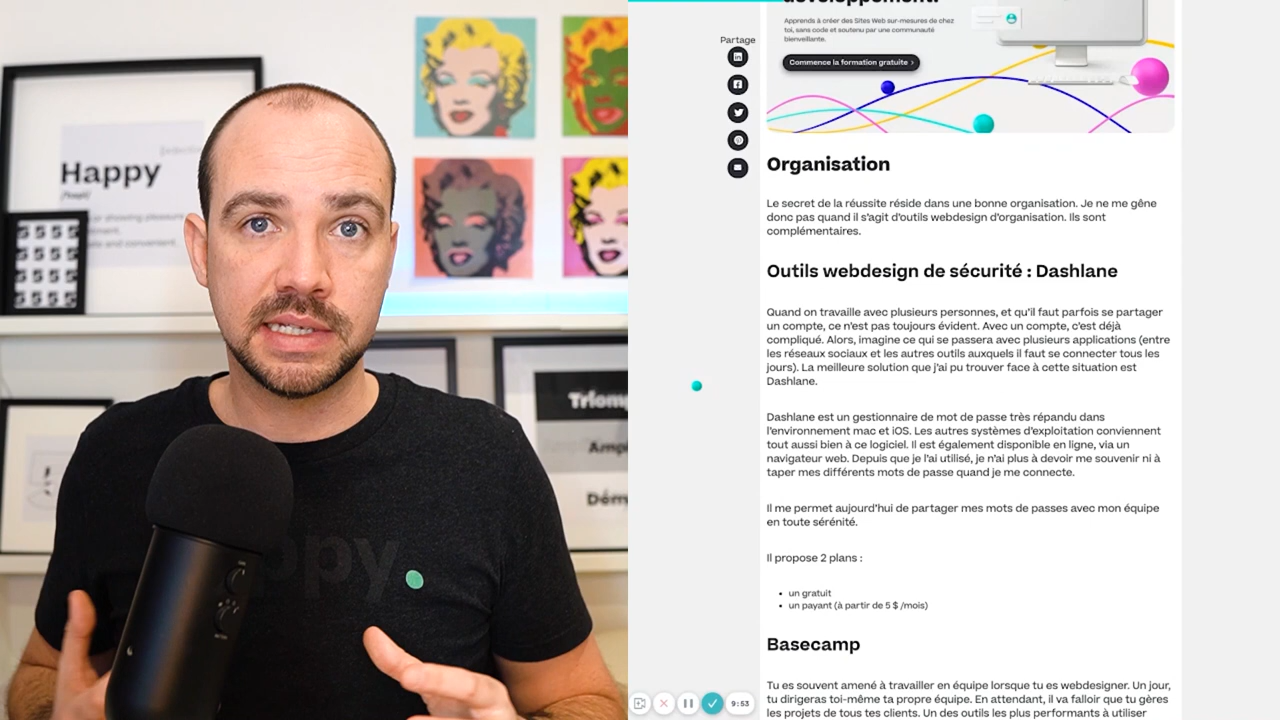 Happy
[hæpi]
or showing pleasure
ment.
ate and convenient.
Triomp
Ample
Dém
ppy
développement.
Apprends à créer des Sites Web sur-mesures de chez
toi, sans code et soutenu par une communauté
bienveillante.
Commence la formation gratuite ›
Partage
Organisation
Le secret de la réussite réside dans une bonne organisation. Je ne me gêne
donc pas quand il s'agit d'outils webdesign d'organisation. Ils sont
complémentaires.
Outils webdesign de sécurité : Dashlane
Quand on travaille avec plusieurs personnes, et qu'il faut parfois se partager
un compte, ce n'est pas toujours évident. Avec un compte, c'est déjà
compliqué. Alors, imagine ce qui se passera avec plusieurs applications (entre
les réseaux sociaux et les autres outils auxquels il faut se connecter tous les
jours). La meilleure solution que j'ai pu trouver face à cette situation est
Dashlane.
Dashlane est un gestionnaire de mot de passe très répandu dans
l'environnement mac et iOS. Les autres systèmes d'exploitation conviennent
tout aussi bien à ce logiciel. Il est également disponible en ligne, via un
navigateur web. Depuis que je l'ai utilisé, je n'ai plus à devoir me souvenir ni à
taper mes différents mots de passe quand je me connecte.
Il me permet aujourd'hui de partager mes mots de passes avec mon équipe
en toute sérénité.
Il propose 2 plans :
• un gratuit
• un payant (à partir de 5 $ /mois)
Basecamp
Tu es souvent amené à travailler en équipe lorsque tu es webdesigner. Un jour,
tu dirigeras toi-même ta propre équipe. En attendant, il va falloir que tu gères
les projets de tous tes clients. Un des outils les plus performants à utiliser
9:53